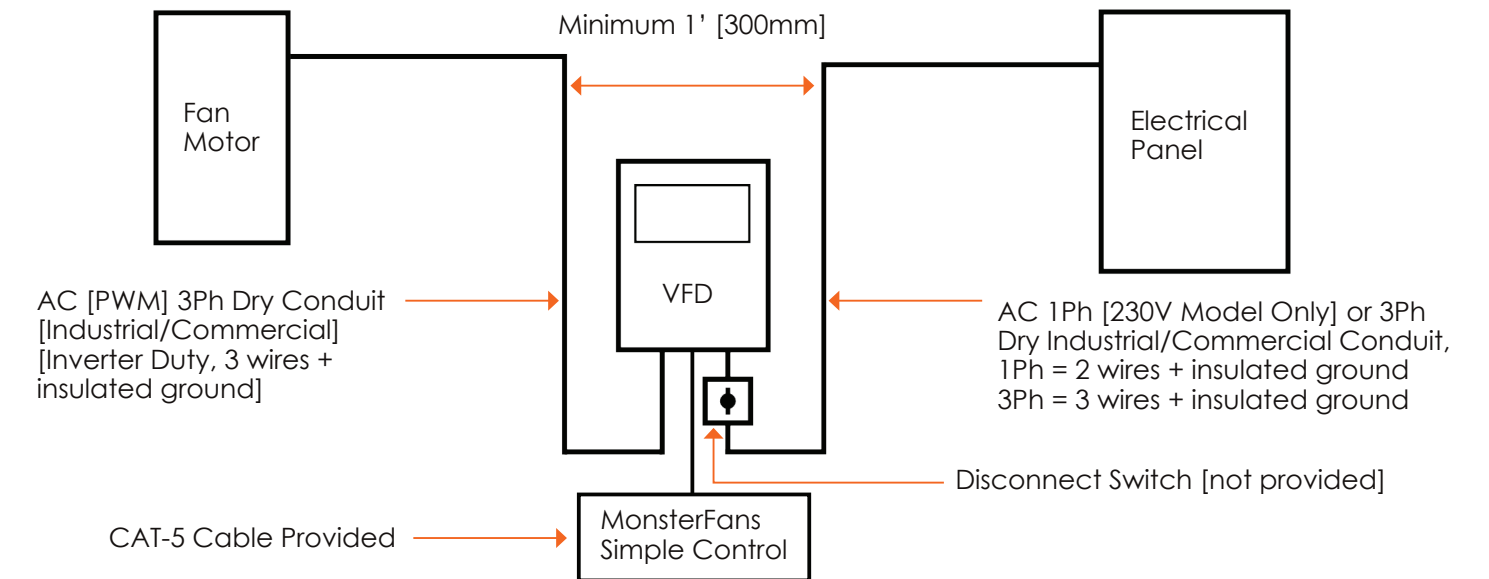 Minimum 1’ [300mm]
Fan
Motor
Electrical
Panel
VFD
AC [PWM] 3Ph Dry Conduit
[Industrial/Commercial]
[Inverter Duty, 3 wires +
insulated ground]
AC 1Ph [230V Model Only] or 3Ph
Dry Industrial/Commercial Conduit,
1Ph = 2 wires + insulated ground
3Ph = 3 wires + insulated ground
Disconnect Switch [not provided]
CAT-5 Cable Provided
MonsterFans
Simple Control